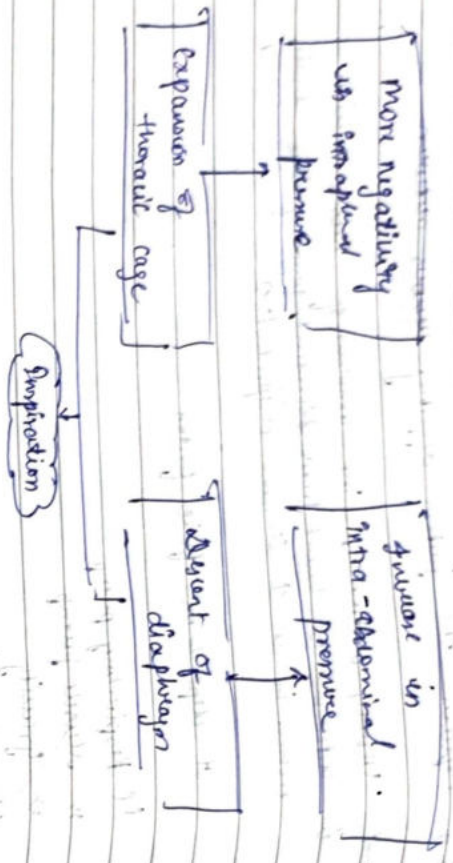 Inspiration
Expansion of
thoracic cage
Descent of
diaphragm
More negativity
in intrapleural
pressure
Increase in
intra-abdominal
pressure